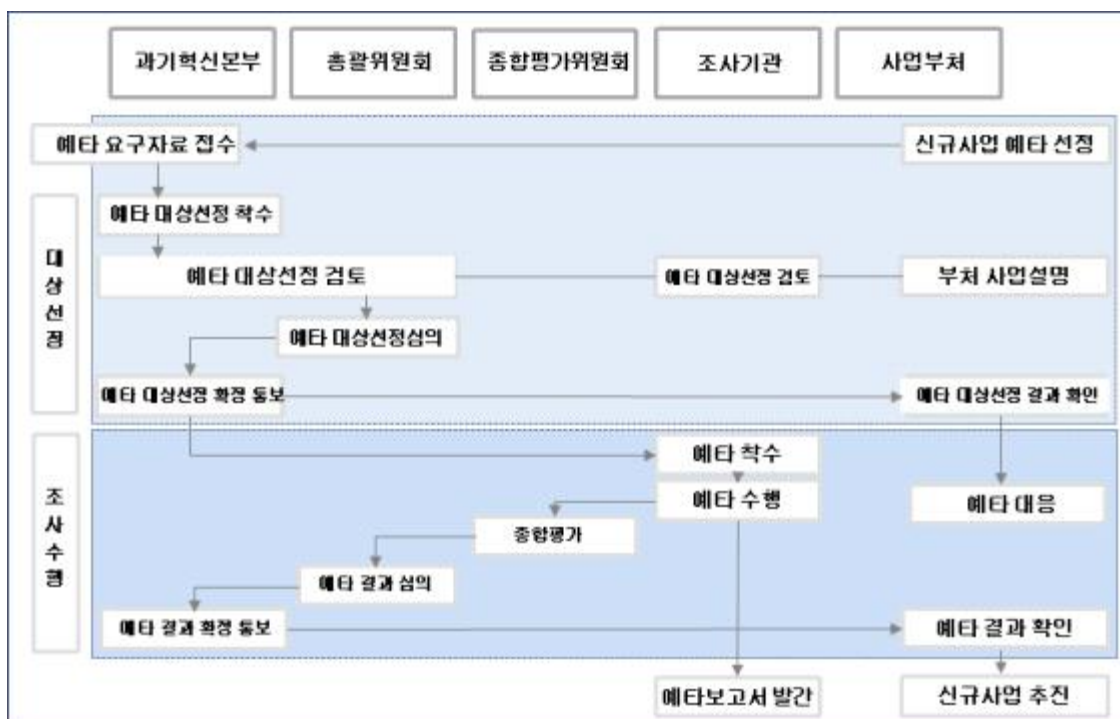 과기혁신본부 총괄위원회 종합평가위원회 조사기관 사업부처
예타 요구자료 접수 신규사업 예타 선정
예타 대상선정 착수
대상선정
예타 대상선정 검토 예타 대상선정 검토 부처 사업설명
예타 대상선정심의
예타 대상선정 확정 통보 예타 대상선정 결과 확인
조사수행
예타 착수
예타 수행 예타 대응
종합평가
예타 결과 심의
예타 결과 확정 통보 예타 결과 확인
예타보고서 발간 신규사업 추진